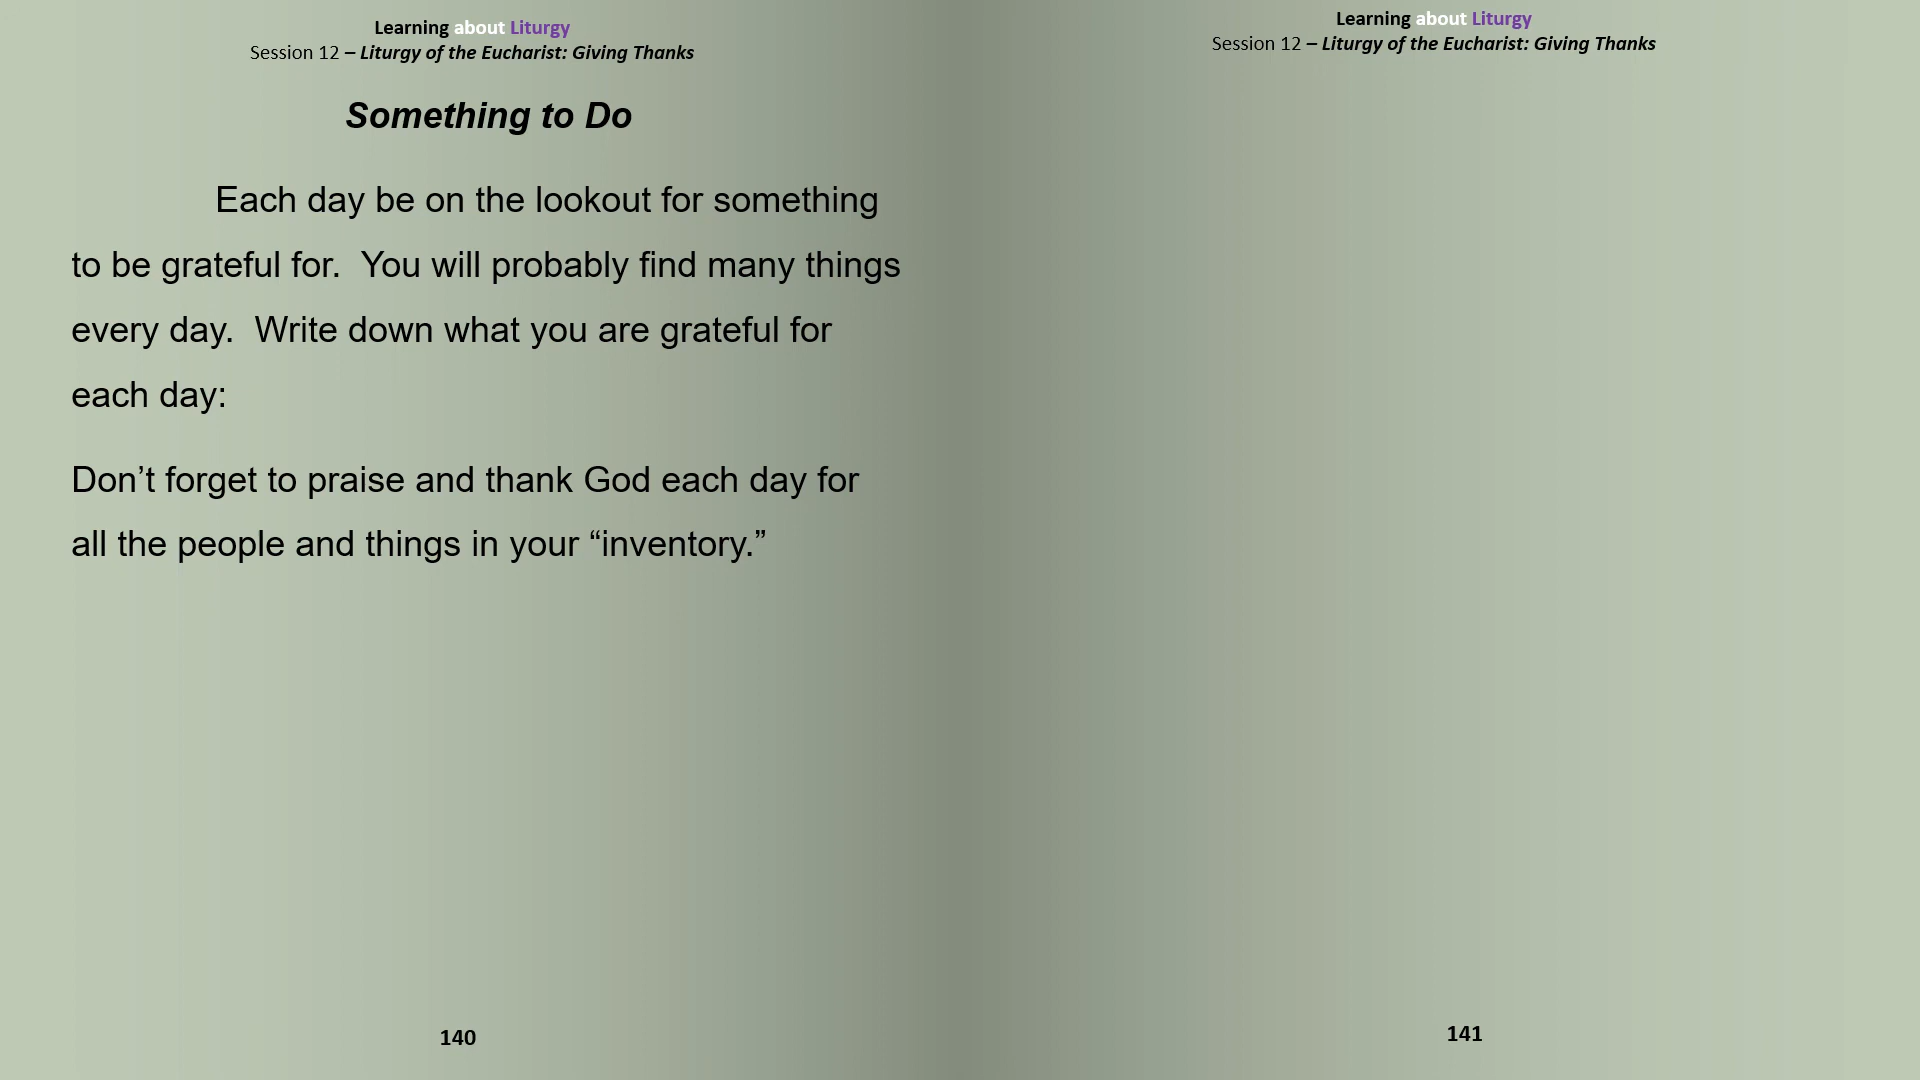 Learning about Liturgy
Session 12 – Liturgy of the Eucharist: Giving Thanks
Something to Do
Each day be on the lookout for something
to be grateful for.  You will probably find many things
every day.  Write down what you are grateful for
each day:
Don’t forget to praise and thank God each day for
all the people and things in your “inventory.”
140
Learning about Liturgy
Session 12 – Liturgy of the Eucharist: Giving Thanks
141